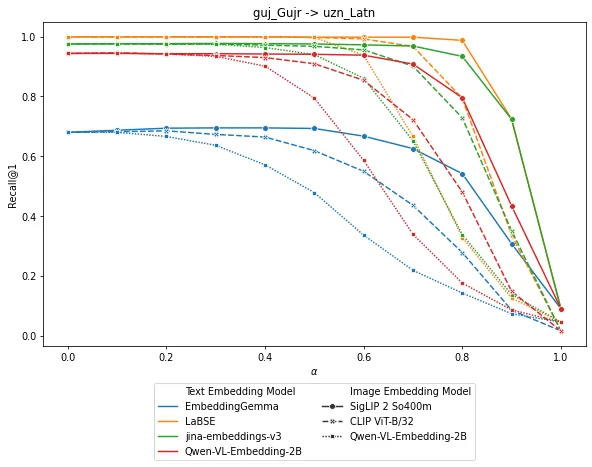 guj_Gujr -> uzn_Latn
Recall@1
1.0
0.8
0.6
0.4
0.2
0.0
0.0 0.2 0.4 0.6 0.8 1.0
α
Text Embedding Model
EmbeddingGemma
LaBSE
jina-embeddings-v3
Qwen-VL-Embedding-2B
Image Embedding Model
SigLIP 2 So400m
CLIP ViT-B/32
Qwen-VL-Embedding-2B